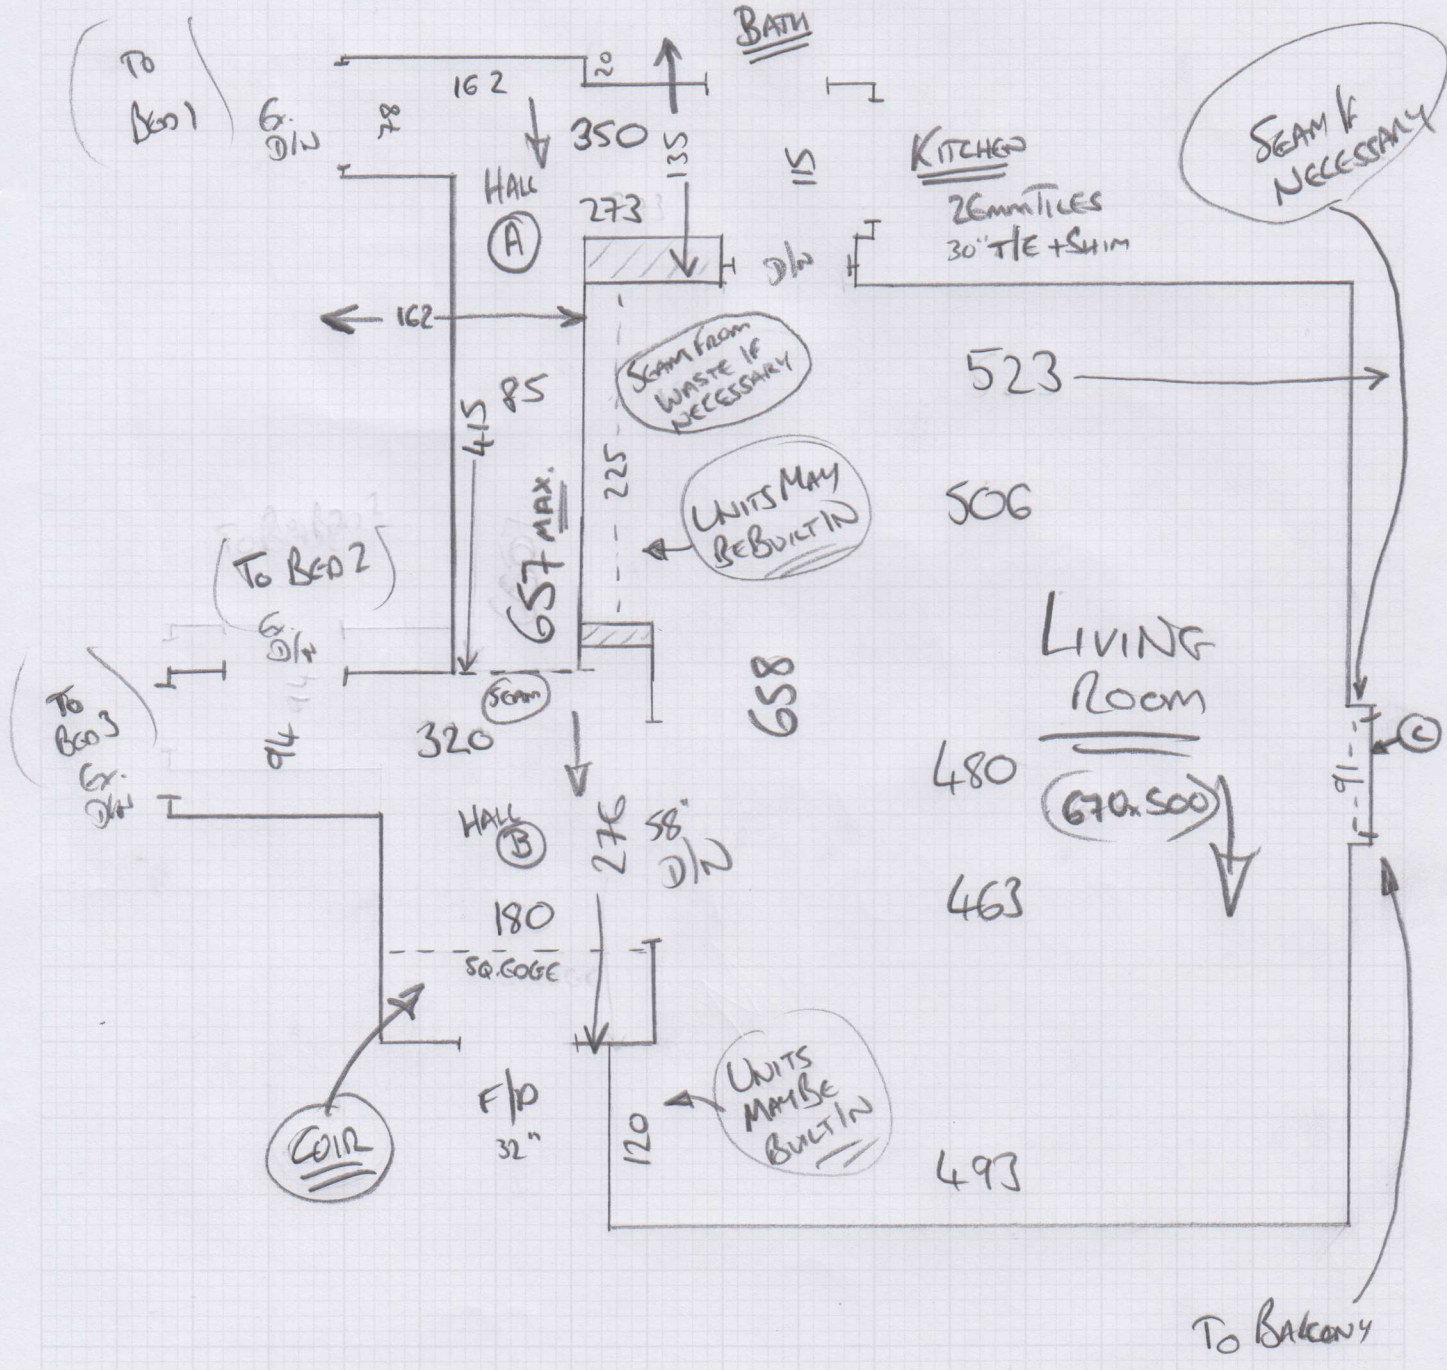 BATH
TO
BED 1
162
20
SEAM IF
NECESSARY
Ex.
D/N
78
350
135
115
KITCHEN
HALL
A
273
26mm TILES
30" T/E + SHIM
D/N
162
SEAM FROM
WASTE IF
NECESSARY
523
85
415
225
657 MAX.
UNITS MAY
BE BUILT IN
506
TO BED 2
Ex.
D/N
LIVING
ROOM
658
SEAM
TO
BED 3
Ex.
D/N
94
320
480
(670x500)
91
C
HALL
B
276
58"
D/N
463
180
SQ. EDGE
UNITS
MAY BE
BUILT IN
F/D
32"
120
COIR
493
TO BALCONY